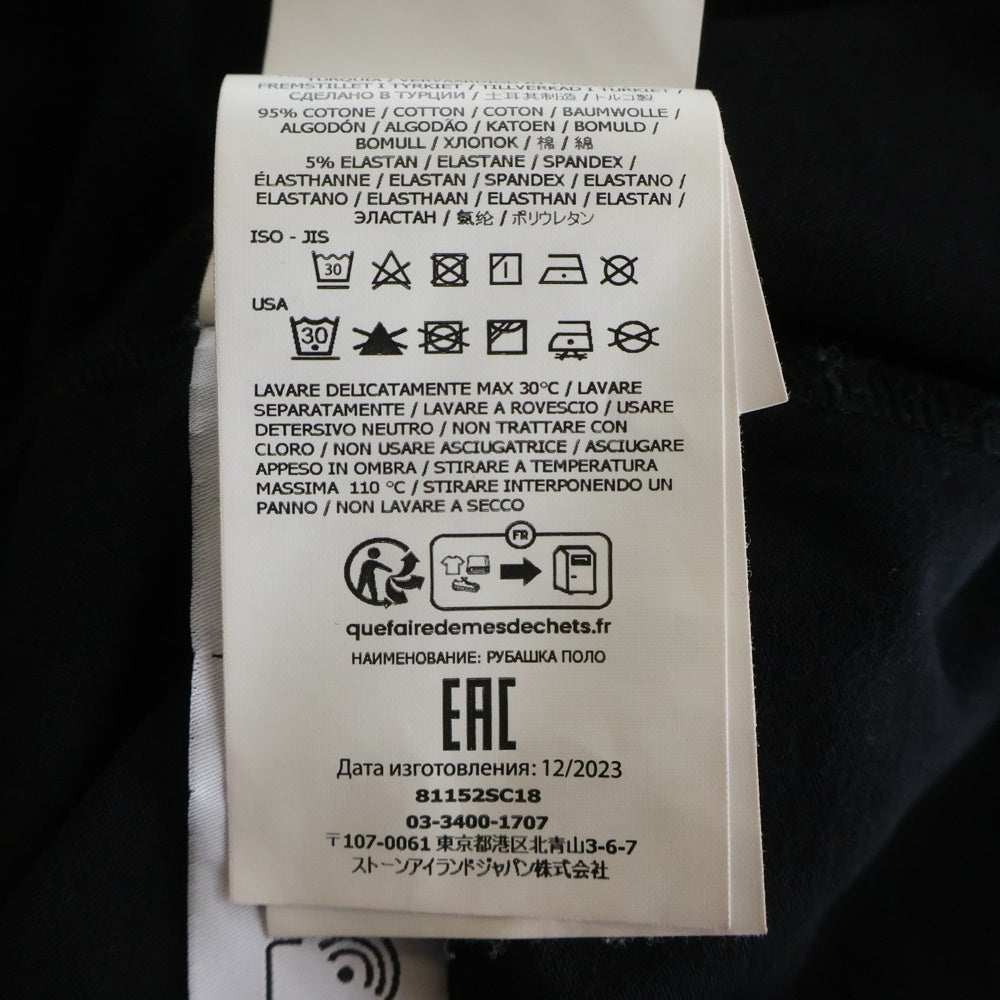 TURQUIA / VERVAARDIGD IN
FREMSTILLET I TYRKIET / TILLVERKAD I TURKIET /
СДЕЛАНО В ТУРЦИИ / 土耳其制造 / トルコ製
95% COTONE / COTTON / COTON / BAUMWOLLE /
ALGODÓN / ALGODÃO / KATOEN / BOMULD /
BOMULL / ХЛОПОК / 棉 / 綿
5% ELASTAN / ELASTANE / SPANDEX /
ÉLASTHANNE / ELASTAN / SPANDEX / ELASTANO /
ELASTANO / ELASTHAAN / ELASTHAN / ELASTAN /
ЭЛАСТАН / 氨纶 / ポリウレタン
ISO - JIS
30
USA
30
LAVARE DELICATAMENTE MAX 30°C / LAVARE
SEPARATAMENTE / LAVARE A ROVESCIO / USARE
DETERSIVO NEUTRO / NON TRATTARE CON
CLORO / NON USARE ASCIUGATRICE / ASCIUGARE
APPESO IN OMBRA / STIRARE A TEMPERATURA
MASSIMA 110 °C / STIRARE INTERPONENDO UN
PANNO / NON LAVARE A SECCO
FR
quefairedemesdechets.fr
НАИМЕНОВАНИЕ: РУБАШКА ПОЛО
EAC
Дата изготовления: 12/2023
81152SC18
03-3400-1707
〒107-0061 東京都港区北青山3-6-7
ストーンアイランドジャパン株式会社